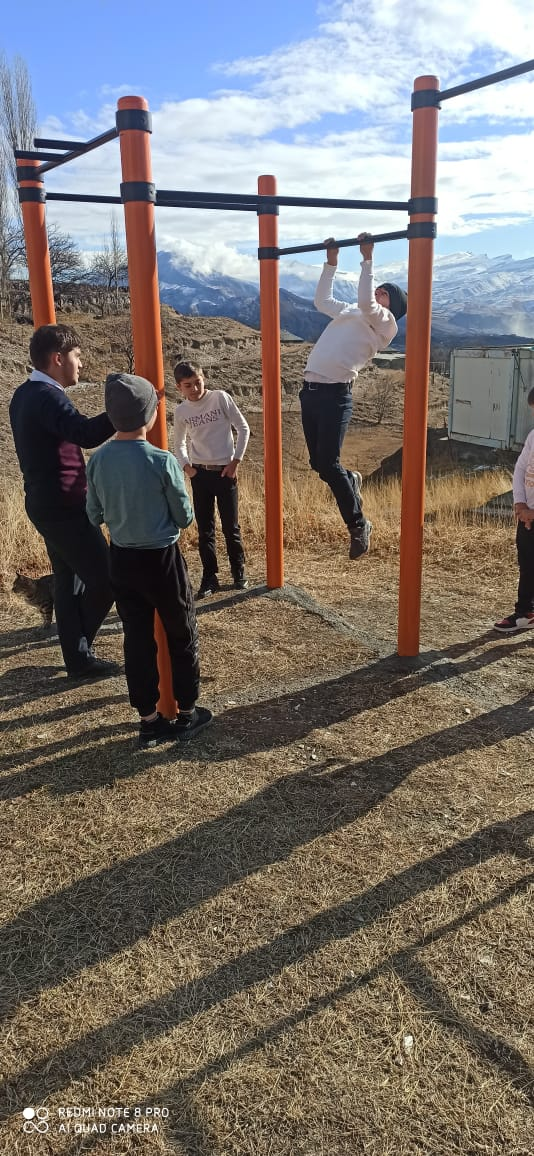 ARMANI
JEANS
REDMI NOTE 8 PRO
AI QUAD CAMERA